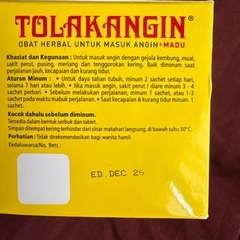 TOLAKANGIN®
OBAT HERBAL UNTUK MASUK ANGIN + MADU
Khasiat dan Kegunaan : Untuk masuk angin dengan gejala kembung, mual,
sakit perut, pusing, meriang dan tenggorokan kering. Baik diminum saat
perjalanan jauh, kecapaian dan kurang tidur.
Aturan Minum : • Untuk daya tahan tubuh, minum 2 sachet setiap hari,
selama 7 hari atau lebih. • Jika masuk angin, sakit perut / diare minum 3 - 4
sachet perhari. • Sebelum melakukan perjalanan, minum 1 sachet, atau 1-3
sachet pada waktu mabuk perjalanan. • Saat kecapaian & kurang tidur minum
1 sachet.
Kocok dahulu sebelum diminum.
Tersedia dalam bentuk serbuk dan tablet.
Simpan ditempat kering terhindar dari sinar matahari langsung, di bawah suhu 30°C.
Perhatian : Tidak direkomendasikan bagi wanita hamil.
Kedaluwarsa/No. Bets :
ED. DEC 26